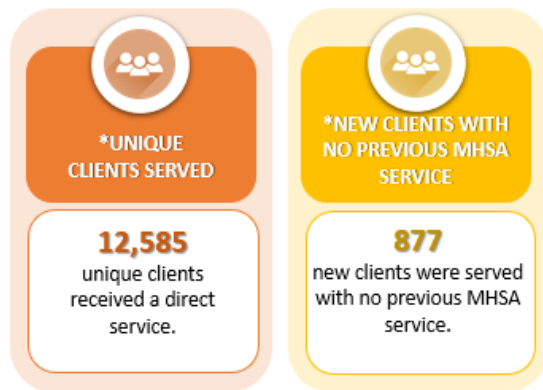 *UNIQUE
CLIENTS SERVED
12,585
unique clients
received a direct
service.
*NEW CLIENTS WITH
NO PREVIOUS MHSA
SERVICE
877
new clients were served
with no previous MHSA
service.